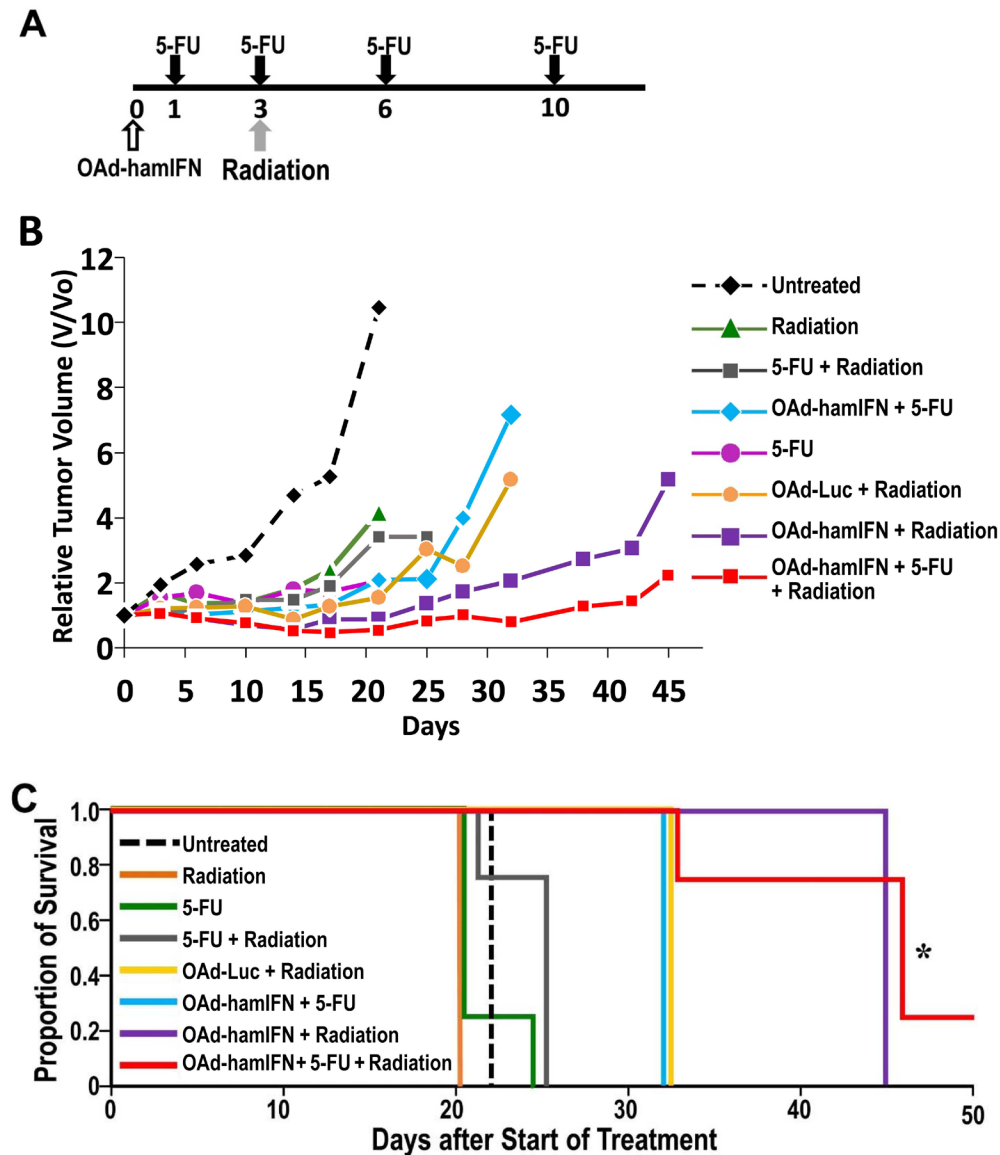 A
5-FU 5-FU 5-FU 5-FU
0 1 3 6 10
OAd-hamIFN Radiation
B
Relative Tumor Volume (V/Vo)
12
10
8
6
4
2
0
0 5 10 15 20 25 30 35 40 45
Days
Untreated
Radiation
5-FU + Radiation
OAd-hamIFN + 5-FU
5-FU
OAd-Luc + Radiation
OAd-hamIFN + Radiation
OAd-hamIFN + 5-FU
+ Radiation
C
Proportion of Survival
1.0
0.8
0.6
0.4
0.2
0
Untreated
Radiation
5-FU
5-FU + Radiation
OAd-Luc + Radiation
OAd-hamIFN + 5-FU
OAd-hamIFN + Radiation
OAd-hamIFN+ 5-FU + Radiation
*
0 10 20 30 40 50
Days after Start of Treatment